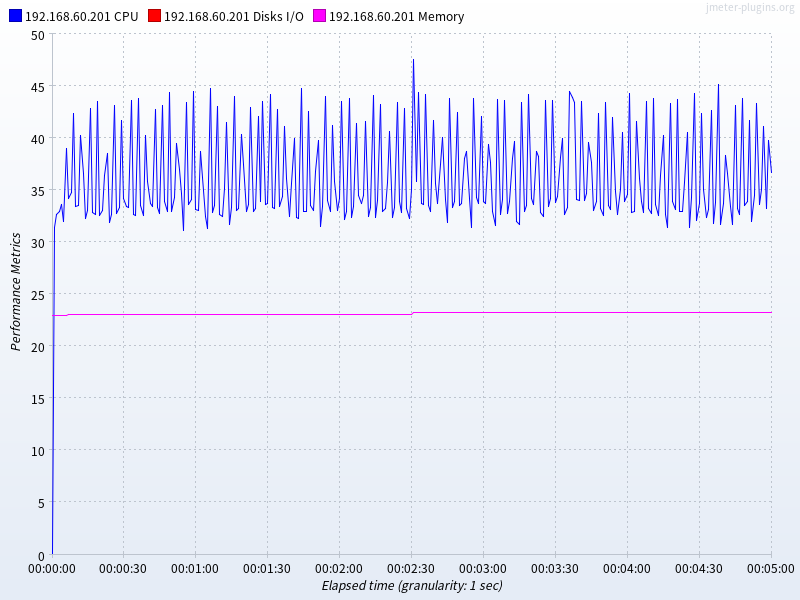 192.168.60.201 CPU 192.168.60.201 Disks I/O 192.168.60.201 Memory
jmeter-plugins.org
50
45
40
35
30
25
20
15
10
5
0
Performance Metrics
00:00:00 00:00:30 00:01:00 00:01:30 00:02:00 00:02:30 00:03:00 00:03:30 00:04:00 00:04:30 00:05:00
Elapsed time (granularity: 1 sec)